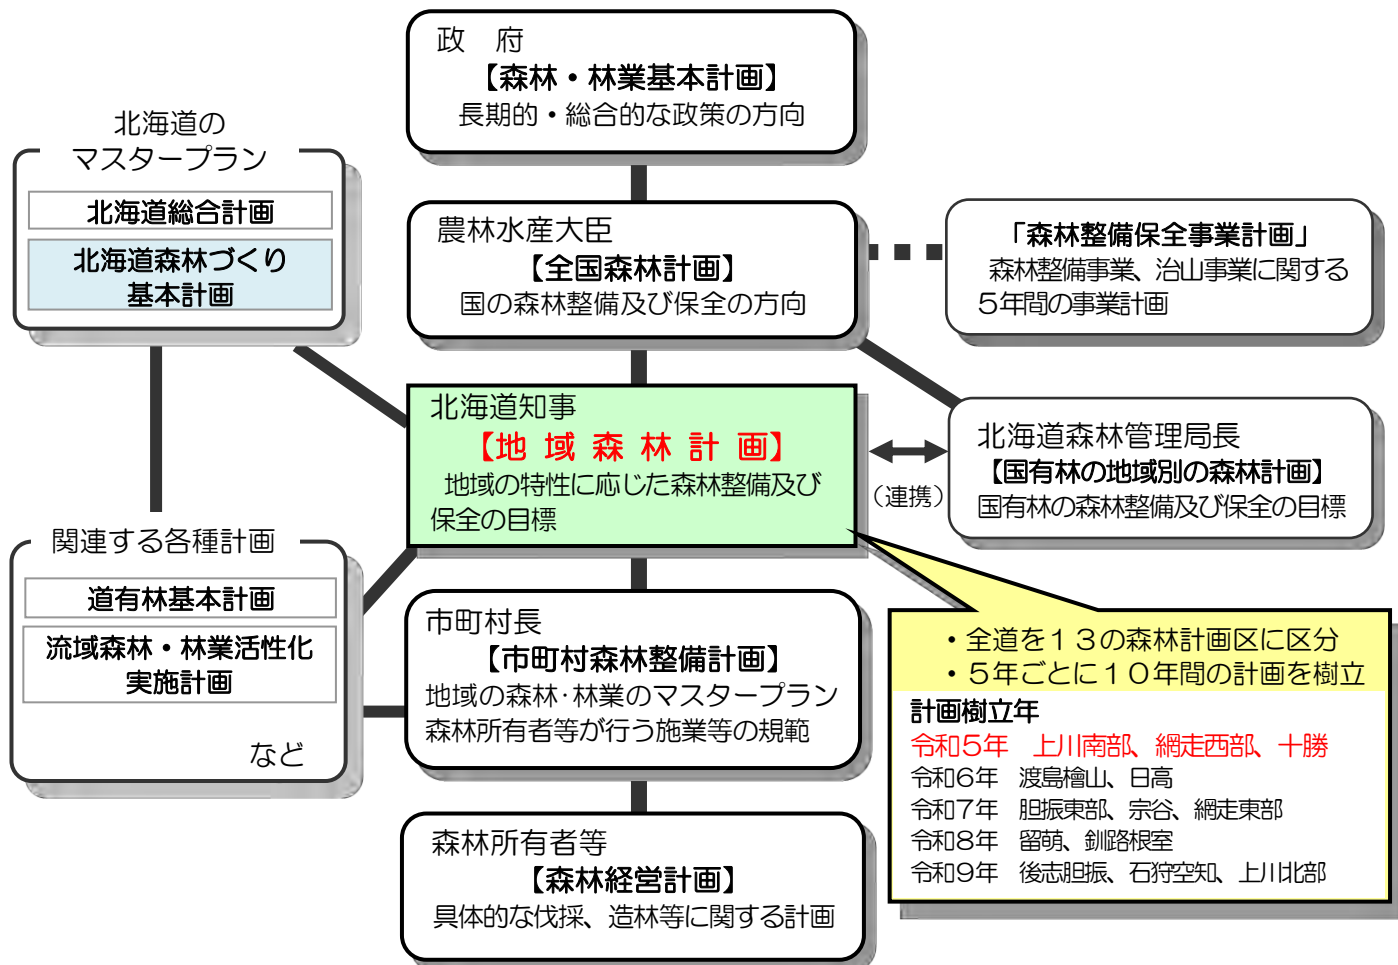 政　府
【森林・林業基本計画】
長期的・総合的な政策の方向
北海道の
マスタープラン
北海道総合計画
北海道森林づくり
基本計画
農林水産大臣
【全国森林計画】
国の森林整備及び保全の方向
「森林整備保全事業計画」
森林整備事業、治山事業に関する
５年間の事業計画
北海道知事
【地 域 森 林 計 画】
地域の特性に応じた森林整備及び
保全の目標
（連携）
北海道森林管理局長
【国有林の地域別の森林計画】
国有林の森林整備及び保全の目標
関連する各種計画
道有林基本計画
流域森林・林業活性化
実施計画
など
市町村長
【市町村森林整備計画】
地域の森林・林業のマスタープラン
森林所有者等が行う施業等の規範
・全道を１３の森林計画区に区分
・５年ごとに１０年間の計画を樹立
計画樹立年
令和５年　上川南部、網走西部、十勝
令和６年　渡島檜山、日高
令和７年　胆振東部、宗谷、網走東部
令和８年　留萌、釧路根室
令和９年　後志胆振、石狩空知、上川北部
森林所有者等
【森林経営計画】
具体的な伐採、造林等に関する計画